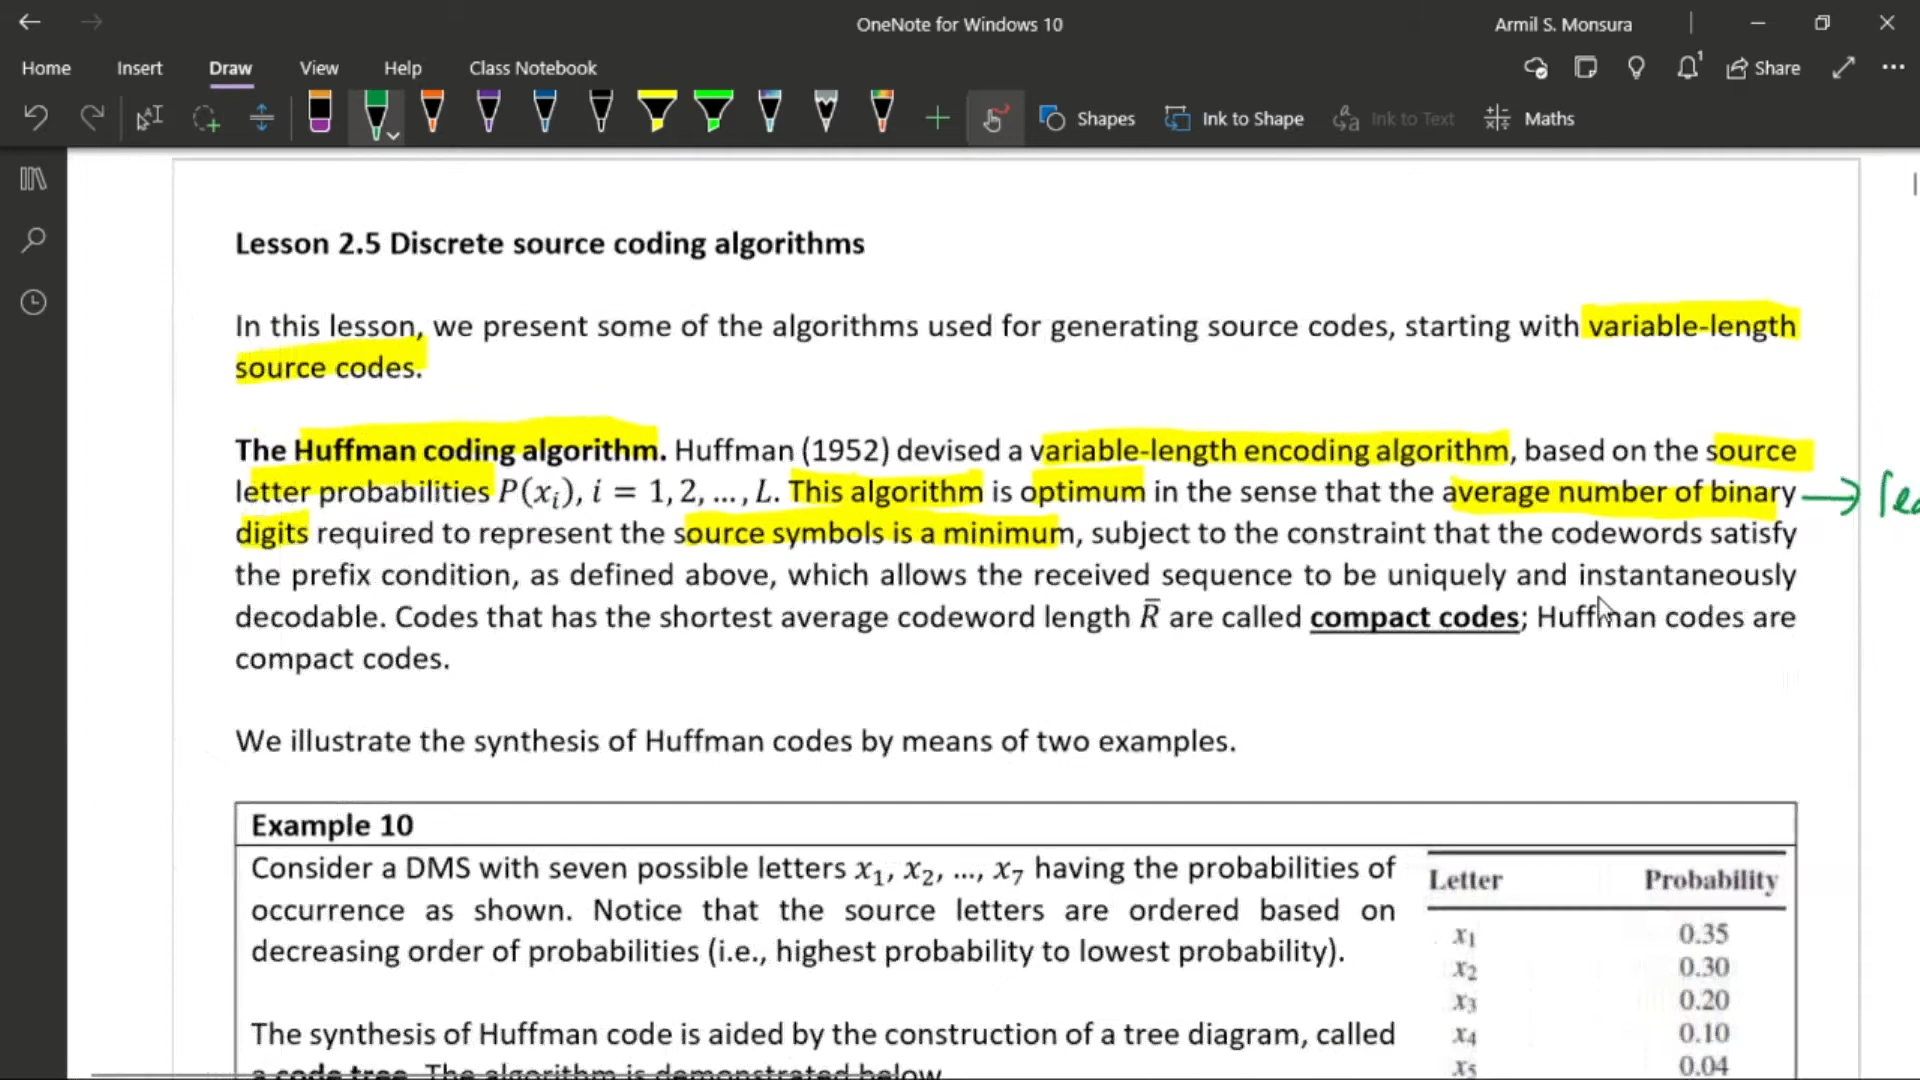 OneNote for Windows 10
Armil S. Monsura
Home Insert Draw View Help Class Notebook
1 Share
Shapes Ink to Shape Ink to Text Maths
Lesson 2.5 Discrete source coding algorithms
In this lesson, we present some of the algorithms used for generating source codes, starting with variable-length
source codes.
The Huffman coding algorithm. Huffman (1952) devised a variable-length encoding algorithm, based on the source
letter probabilities P(xᵢ), i = 1, 2, ..., L. This algorithm is optimum in the sense that the average number of binary
digits required to represent the source symbols is a minimum, subject to the constraint that the codewords satisfy
the prefix condition, as defined above, which allows the received sequence to be uniquely and instantaneously
decodable. Codes that has the shortest average codeword length R̅ are called compact codes; Huffman codes are
compact codes.
We illustrate the synthesis of Huffman codes by means of two examples.
Example 10
Consider a DMS with seven possible letters x₁, x₂, ..., x₇ having the probabilities of
occurrence as shown. Notice that the source letters are ordered based on
decreasing order of probabilities (i.e., highest probability to lowest probability).
The synthesis of Huffman code is aided by the construction of a tree diagram, called
a code tree. The algorithm is demonstrated below.
Letter Probability
x₁ 0.35
x₂ 0.30
x₃ 0.20
x₄ 0.10
x₅ 0.04